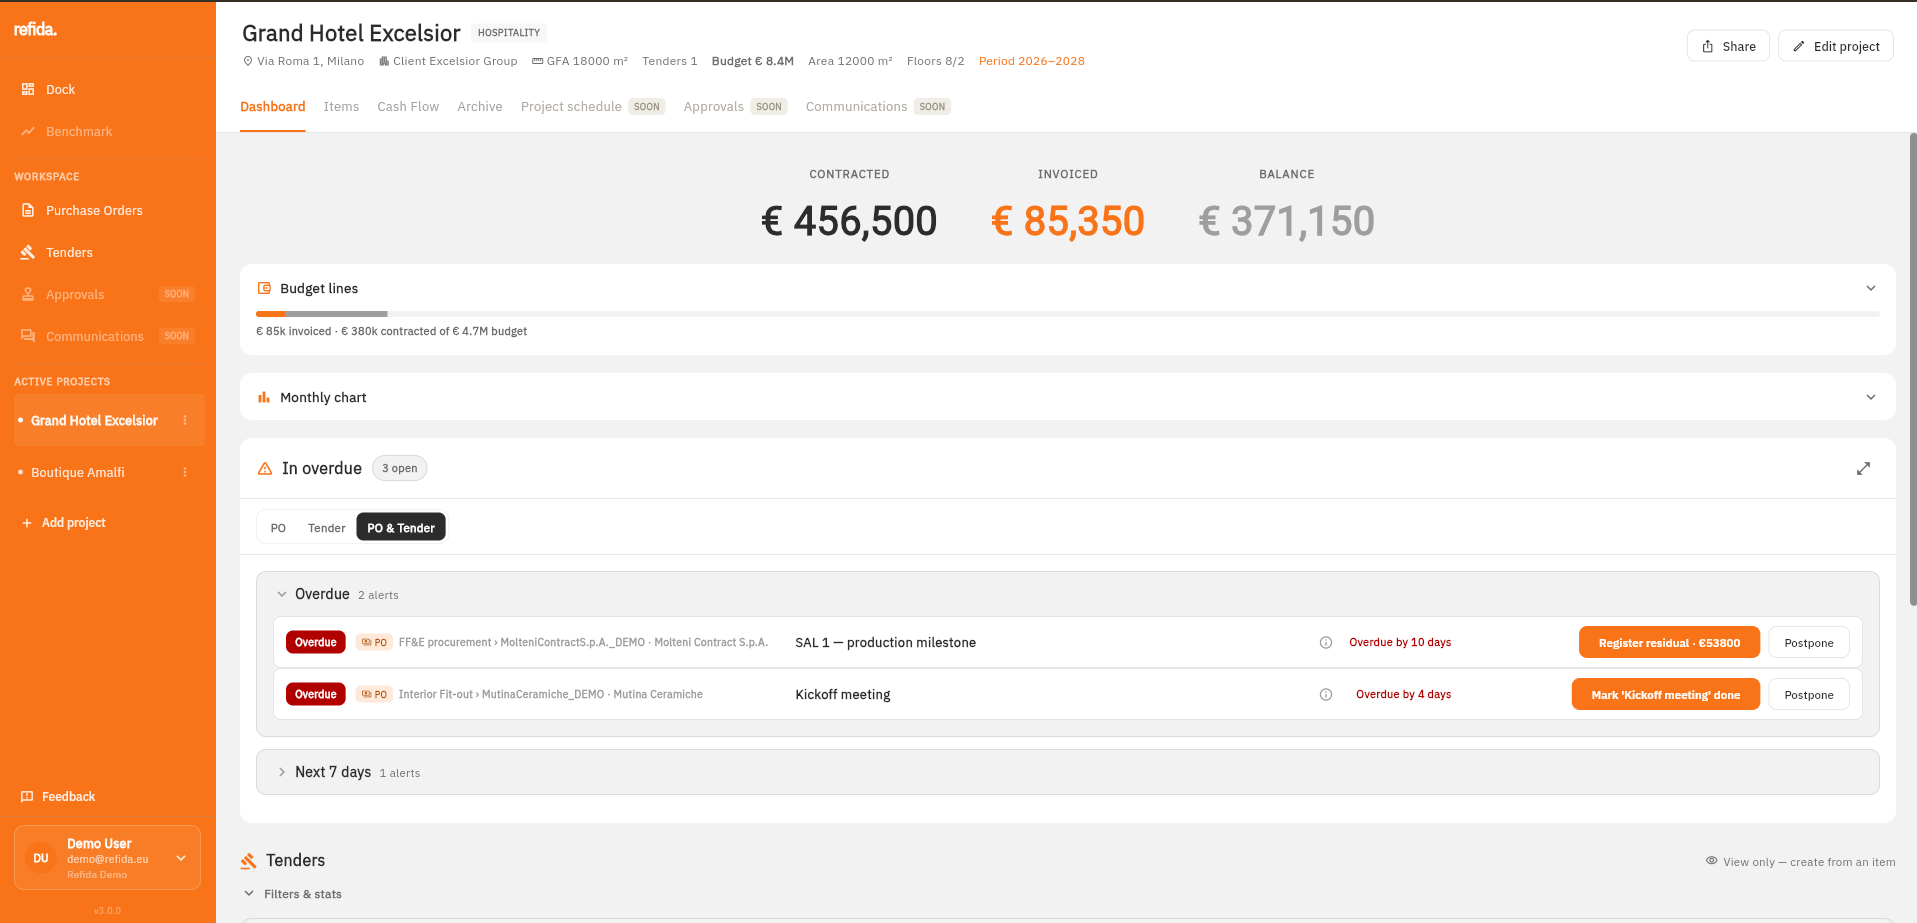 refida.
Dock
Benchmark
WORKSPACE
Purchase Orders
Tenders
Approvals SOON
Communications SOON
ACTIVE PROJECTS
Grand Hotel Excelsior
Boutique Amalfi
+ Add project
Feedback
DU
Demo User
demo@refida.eu
Refida Demo
v3.0.0
Grand Hotel Excelsior HOSPITALITY
Via Roma 1, Milano Client Excelsior Group GFA 18000 m² Tenders 1 Budget € 8.4M Area 12000 m² Floors 8/2 Period 2026–2028
Share
Edit project
Dashboard Items Cash Flow Archive Project schedule SOON Approvals SOON Communications SOON
CONTRACTED INVOICED BALANCE
€ 456,500 € 85,350 € 371,150
Budget lines
€ 85k invoiced · € 380k contracted of € 4.7M budget
Monthly chart
In overdue 3 open
PO Tender PO & Tender
Overdue 2 alerts
Overdue PO FF&E procurement › MolteniContractS.p.A._DEMO · Molteni Contract S.p.A. SAL 1 — production milestone Overdue by 10 days Register residual · €53800 Postpone
Overdue PO Interior Fit-out › MutinaCeramiche_DEMO · Mutina Ceramiche Kickoff meeting Overdue by 4 days Mark 'Kickoff meeting' done Postpone
Next 7 days 1 alerts
Tenders View only — create from an item
Filters & stats